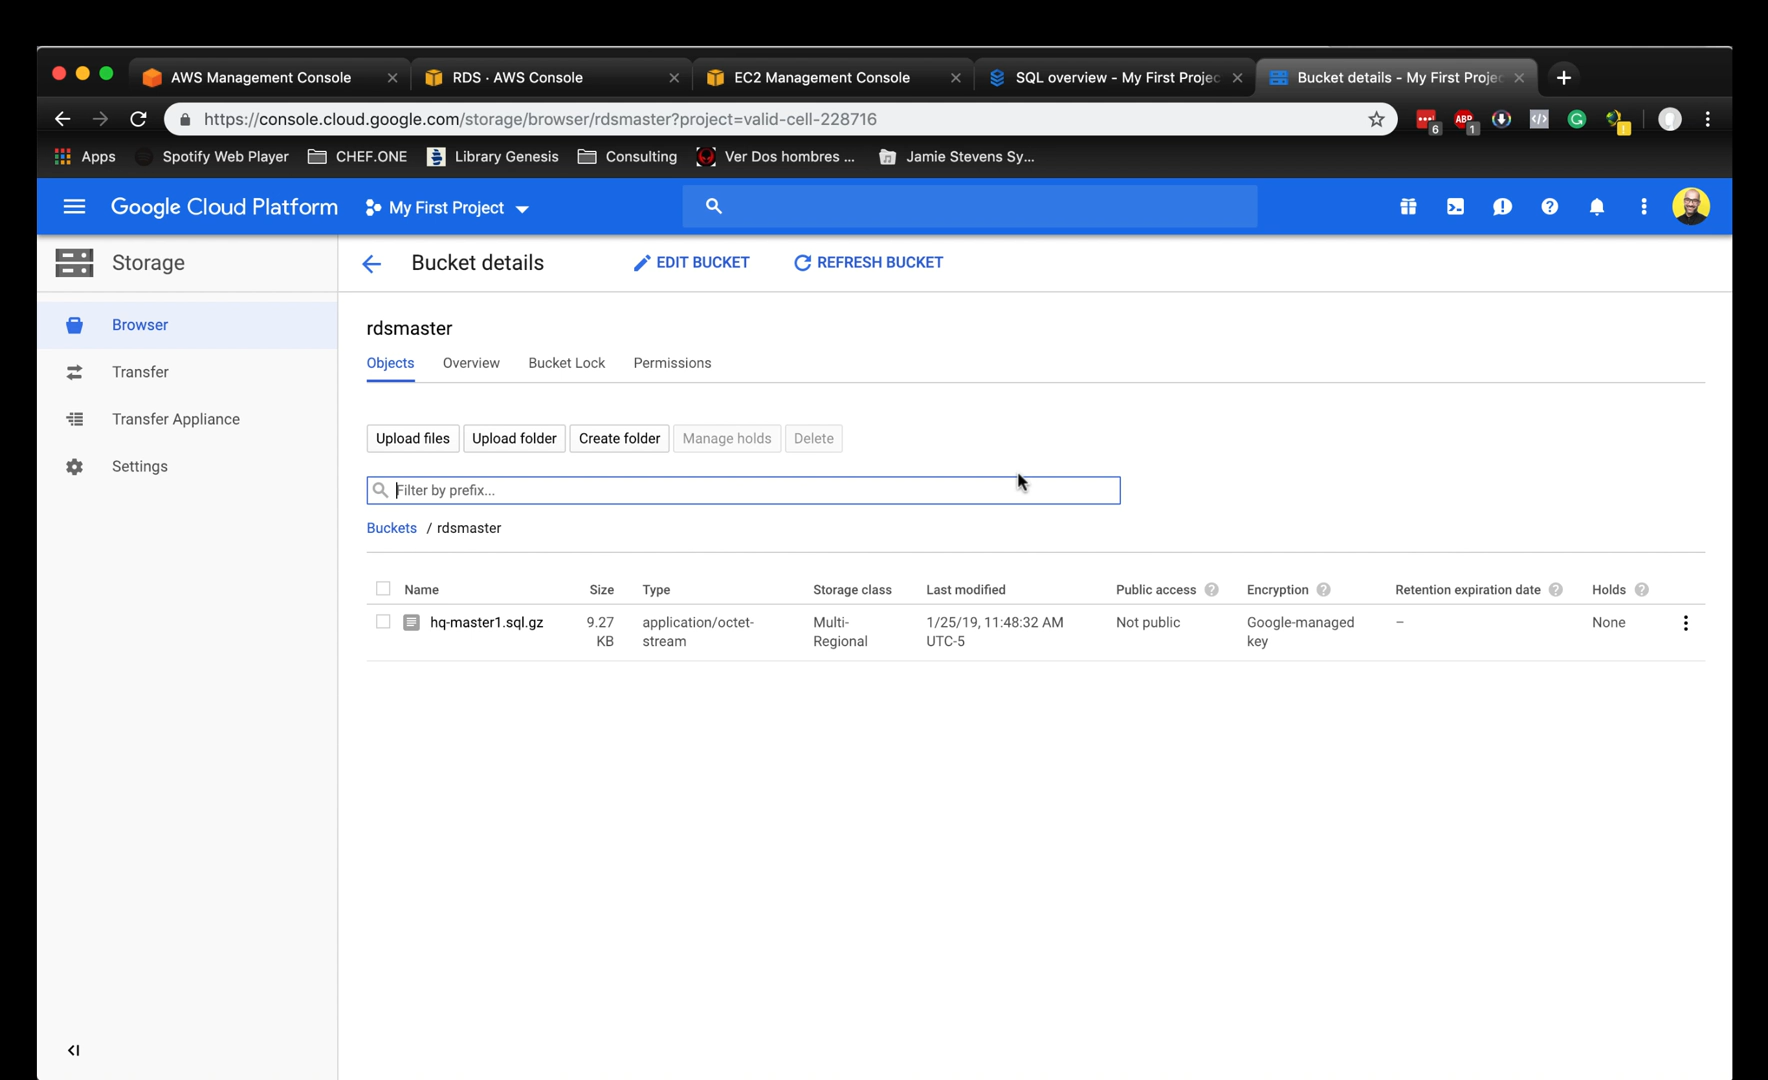 AWS Management Console
RDS · AWS Console
EC2 Management Console
SQL overview - My First Projec
Bucket details - My First Projec
https://console.cloud.google.com/storage/browser/rdsmaster?project=valid-cell-228716
6
ABP
1
Apps
Spotify Web Player
CHEF.ONE
Library Genesis
Consulting
Ver Dos hombres ...
Jamie Stevens Sy...
Google Cloud Platform
My First Project
Storage
Bucket details
EDIT BUCKET
REFRESH BUCKET
Browser
Transfer
Transfer Appliance
Settings
rdsmaster
Objects Overview Bucket Lock Permissions
Upload files Upload folder Create folder Manage holds Delete
Filter by prefix...
Buckets / rdsmaster
Name Size Type Storage class Last modified Public access Encryption Retention expiration date Holds
hq-master1.sql.gz 9.27 application/octet- Multi- 1/25/19, 11:48:32 AM Not public Google-managed – None
KB stream Regional UTC-5 key